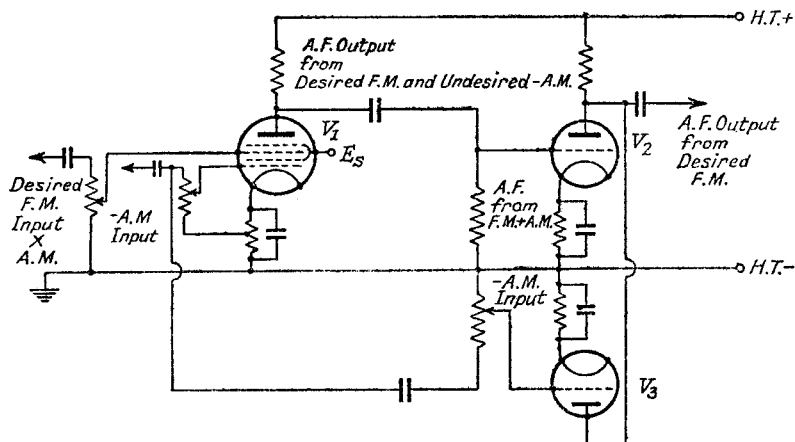 H.T.+
A.F. Output
from
Desired F.M. and Undesired -A.M.
V1
Es
V2
A.F. Output
from
Desired
F.M.
Desired
F.M.
Input
X
A.M.
-A.M
Input
A.F.
from
F.M.+A.M.
H.T.-
-A.M.
Input
V3